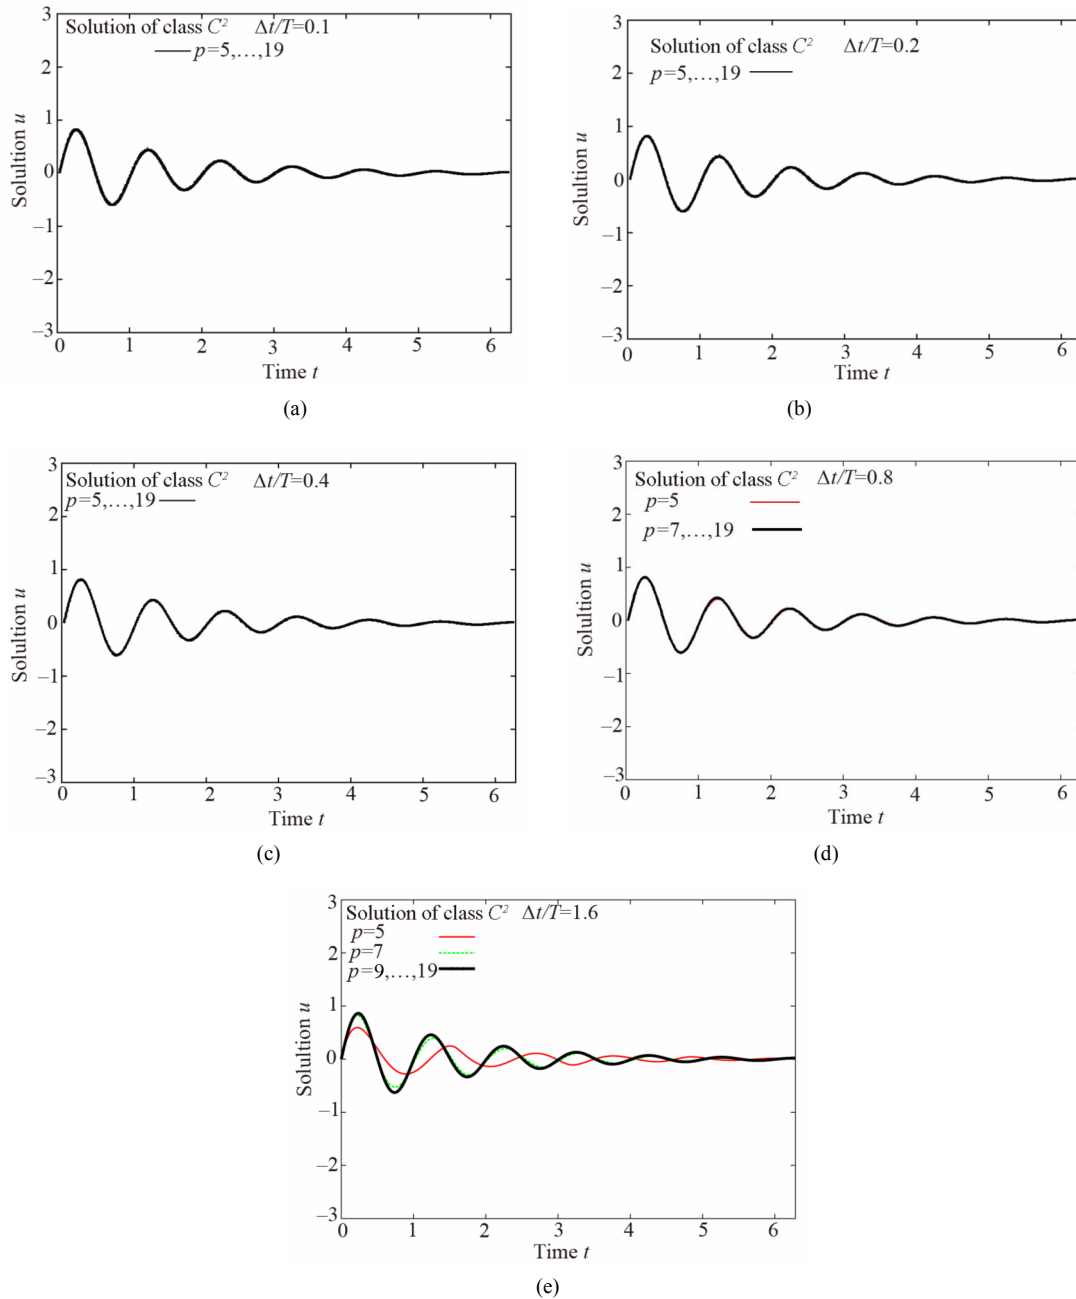 Solution of class C² Δt/T=0.1
p=5,…,19
3
2
1
0
−1
−2
−3
Solultion u
0 1 2 3 4 5 6
Time t
(a)
Solution of class C² Δt/T=0.2
p=5,…,19
3
2
1
0
−1
−2
−3
Solultion u
0 1 2 3 4 5 6
Time t
(b)
Solution of class C² Δt/T=0.4
p=5,…,19
3
2
1
0
−1
−2
−3
Solultion u
0 1 2 3 4 5 6
Time t
(c)
Solution of class C² Δt/T=0.8
p=5
p=7,…,19
3
2
1
0
−1
−2
−3
Solultion u
0 1 2 3 4 5 6
Time t
(d)
Solution of class C² Δt/T=1.6
p=5
p=7
p=9,…,19
3
2
1
0
−1
−2
−3
Solultion u
0 1 2 3 4 5 6
Time t
(e)